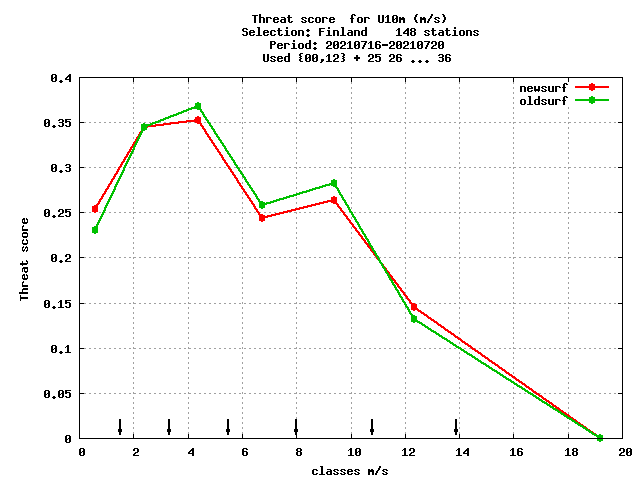 Threat score  for U10m (m/s)
Selection: Finland    148 stations
Period: 20210716-20210720
Used {00,12} + 25 26 ... 36
newsurf
oldsurf
Threat score
0.4
0.35
0.3
0.25
0.2
0.15
0.1
0.05
0
0 2 4 6 8 10 12 14 16 18 20
classes m/s